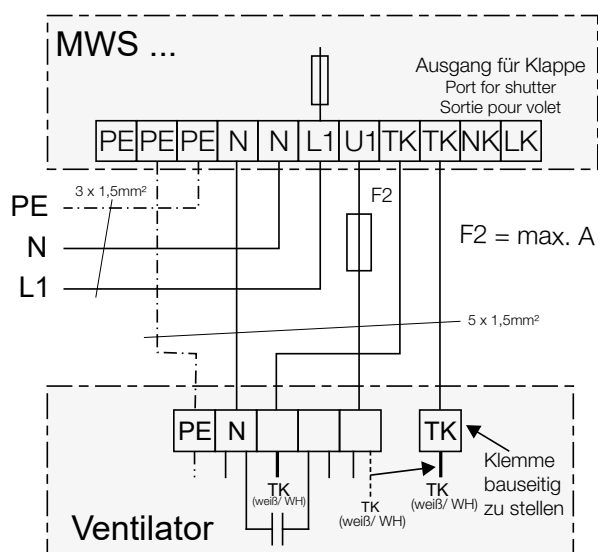 MWS ...
Ausgang für Klappe
Port for shutter
Sortie pour volet
PE PE PE N N L1 U1 TK TK NK LK
3 x 1,5mm²
PE
N
L1
F2
F2 = max. A
5 x 1,5mm²
PE N TK
TK
(weiß/ WH)
TK
(weiß/ WH)
TK
(weiß/ WH)
Klemme
bauseitig
zu stellen
Ventilator